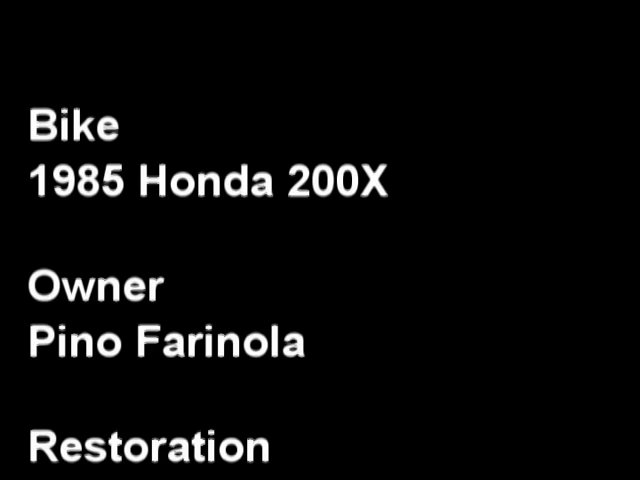 Bike
1985 Honda 200X
Owner
Pino Farinola
Restoration